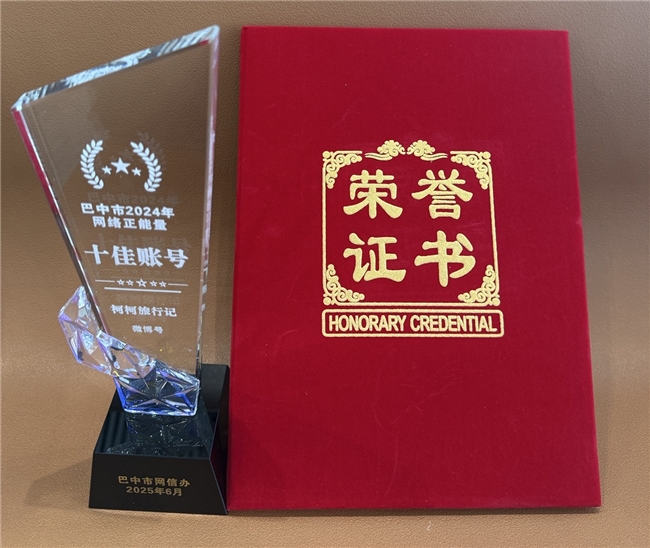 巴中市2024年
网络正能量
十佳账号
柯柯旅行记
微博号
巴中市网信办
2025年6月
荣誉
证书
HONORARY CREDENTIAL